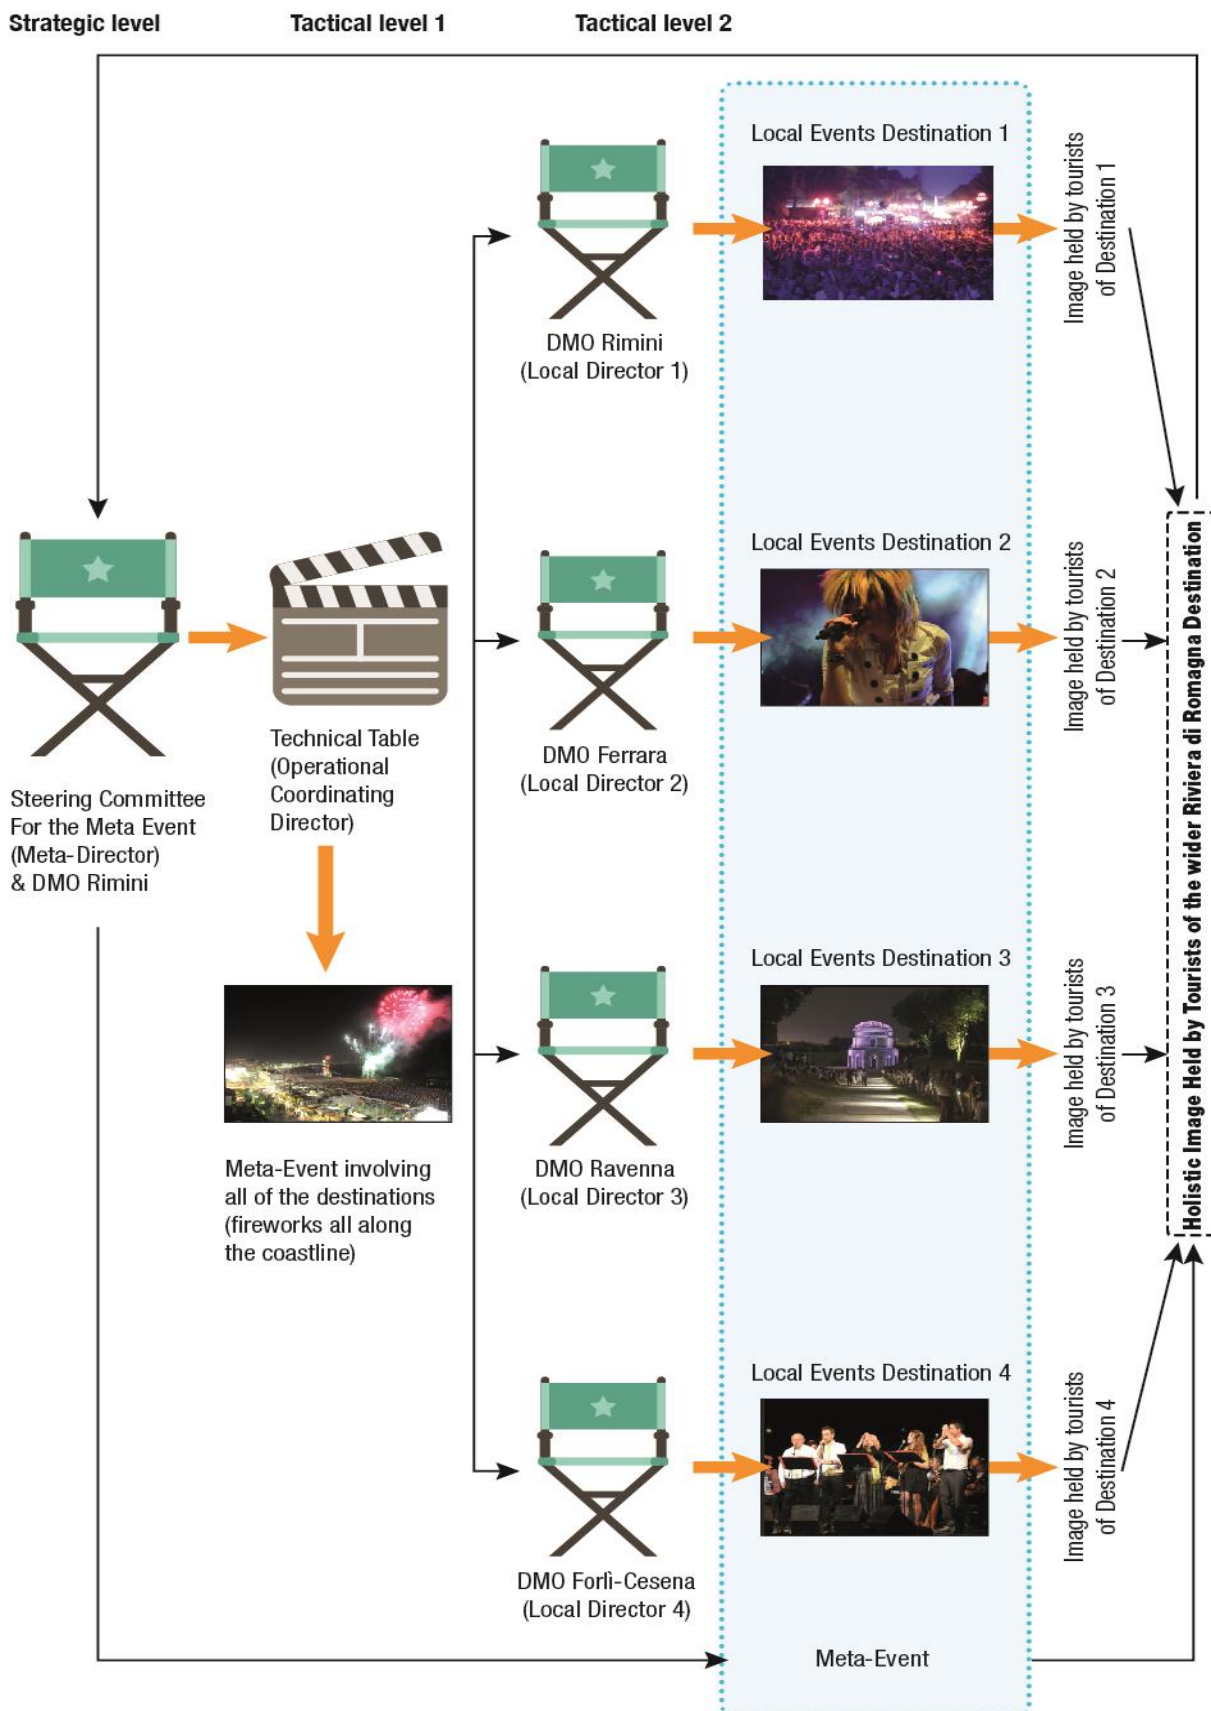 Strategic level
Tactical level 1
Tactical level 2
Local Events Destination 1
Image held by tourists
of Destination 1
DMO Rimini
(Local Director 1)
Local Events Destination 2
Image held by tourists
of Destination 2
DMO Ferrara
(Local Director 2)
Technical Table
(Operational
Coordinating
Director)
Steering Committee
For the Meta Event
(Meta-Director)
& DMO Rimini
Local Events Destination 3
Image held by tourists
of Destination 3
DMO Ravenna
(Local Director 3)
Meta-Event involving
all of the destinations
(fireworks all along
the coastline)
Local Events Destination 4
Image held by tourists
of Destination 4
DMO Forlì-Cesena
(Local Director 4)
Meta-Event
Holistic Image Held by Tourists of the wider Riviera di Romagna Destination